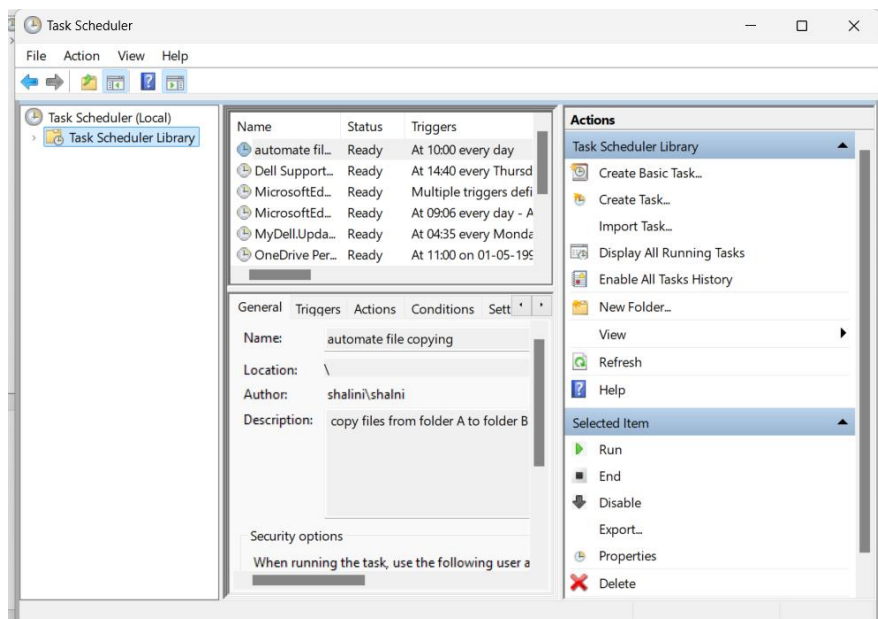 Task Scheduler
File Action View Help
Task Scheduler (Local)
Task Scheduler Library
Name Status Triggers
automate fil... Ready At 10:00 every day
Dell Support... Ready At 14:40 every Thursd
MicrosoftEd... Ready Multiple triggers defi
MicrosoftEd... Ready At 09:06 every day - A
MyDell.Upda... Ready At 04:35 every Monda
OneDrive Per... Ready At 11:00 on 01-05-199
General Triggers Actions Conditions Sett
Name: automate file copying
Location: \
Author: shalini\shalni
Description: copy files from folder A to folder B
Security options
When running the task, use the following user a
Actions
Task Scheduler Library
Create Basic Task...
Create Task...
Import Task...
Display All Running Tasks
Enable All Tasks History
New Folder...
View
Refresh
Help
Selected Item
Run
End
Disable
Export...
Properties
Delete